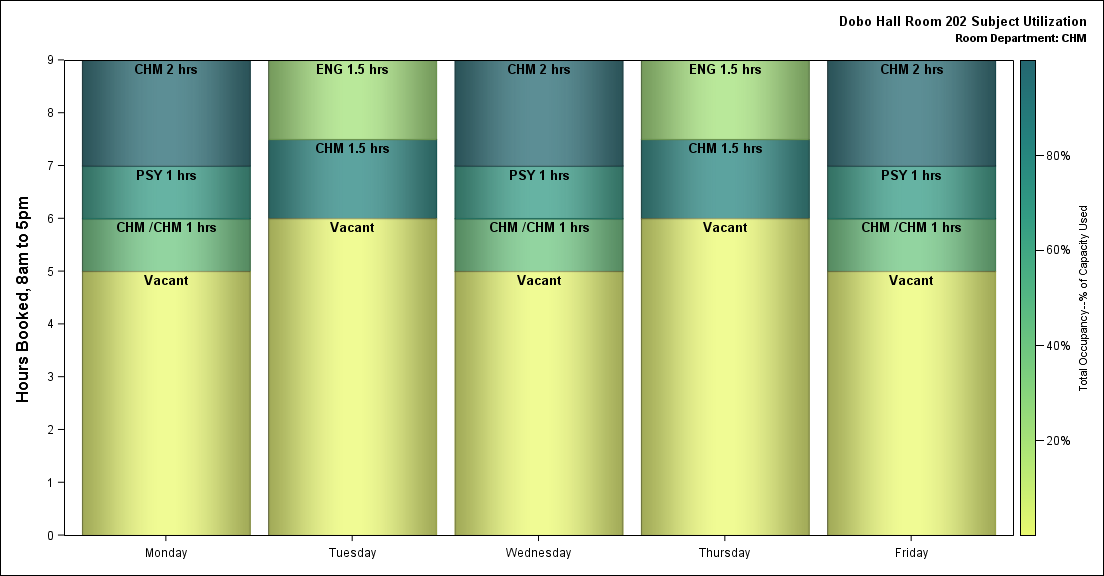 Dobo Hall Room 202 Subject Utilization
Room Department: CHM
Hours Booked, 8am to 5pm
9
8
7
6
5
4
3
2
1
0
CHM 2 hrs
PSY 1 hrs
CHM /CHM 1 hrs
Vacant
ENG 1.5 hrs
CHM 1.5 hrs
Vacant
CHM 2 hrs
PSY 1 hrs
CHM /CHM 1 hrs
Vacant
ENG 1.5 hrs
CHM 1.5 hrs
Vacant
CHM 2 hrs
PSY 1 hrs
CHM /CHM 1 hrs
Vacant
Monday Tuesday Wednesday Thursday Friday
80%
60%
40%
20%
Total Occupancy--% of Capacity Used